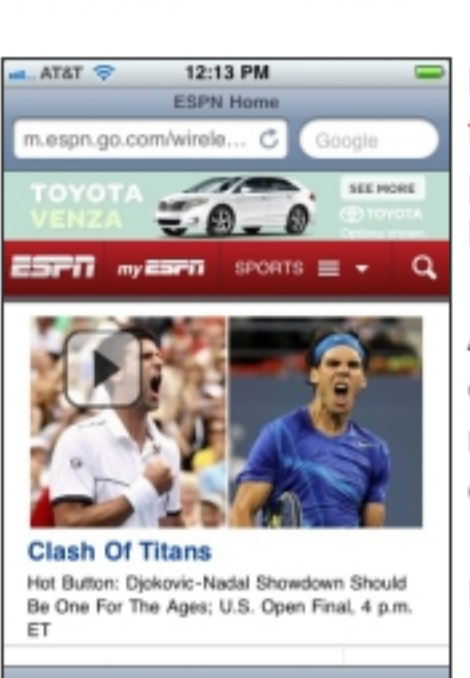 AT&T 12:13 PM
ESPN Home
m.espn.go.com/wirele... Google
TOYOTA
VENZA
SEE MORE
TOYOTA
Options shown.
ESPN myESPN SPORTS
Clash Of Titans
Hot Button: Djokovic-Nadal Showdown Should
Be One For The Ages; U.S. Open Final, 4 p.m.
ET